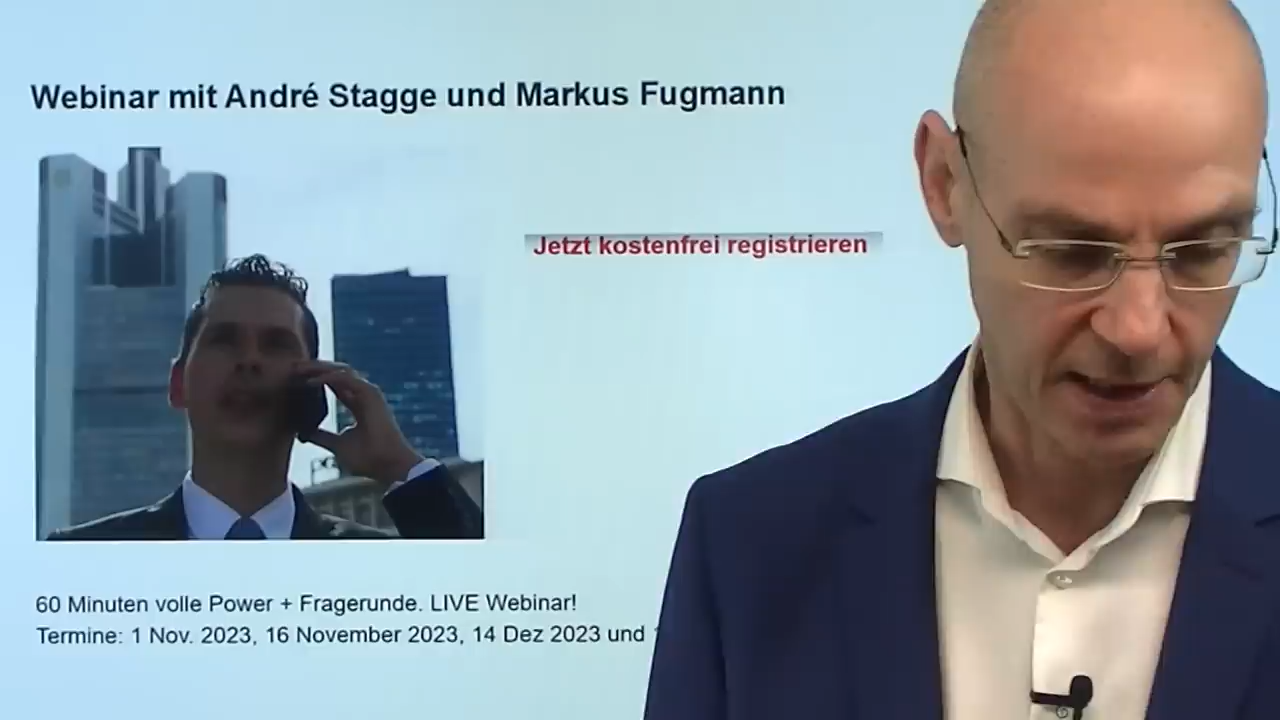 Webinar mit André Stagge und Markus Fugmann
Jetzt kostenfrei registrieren
60 Minuten volle Power + Fragerunde. LIVE Webinar!
Termine: 1 Nov. 2023, 16 November 2023, 14 Dez 2023 und